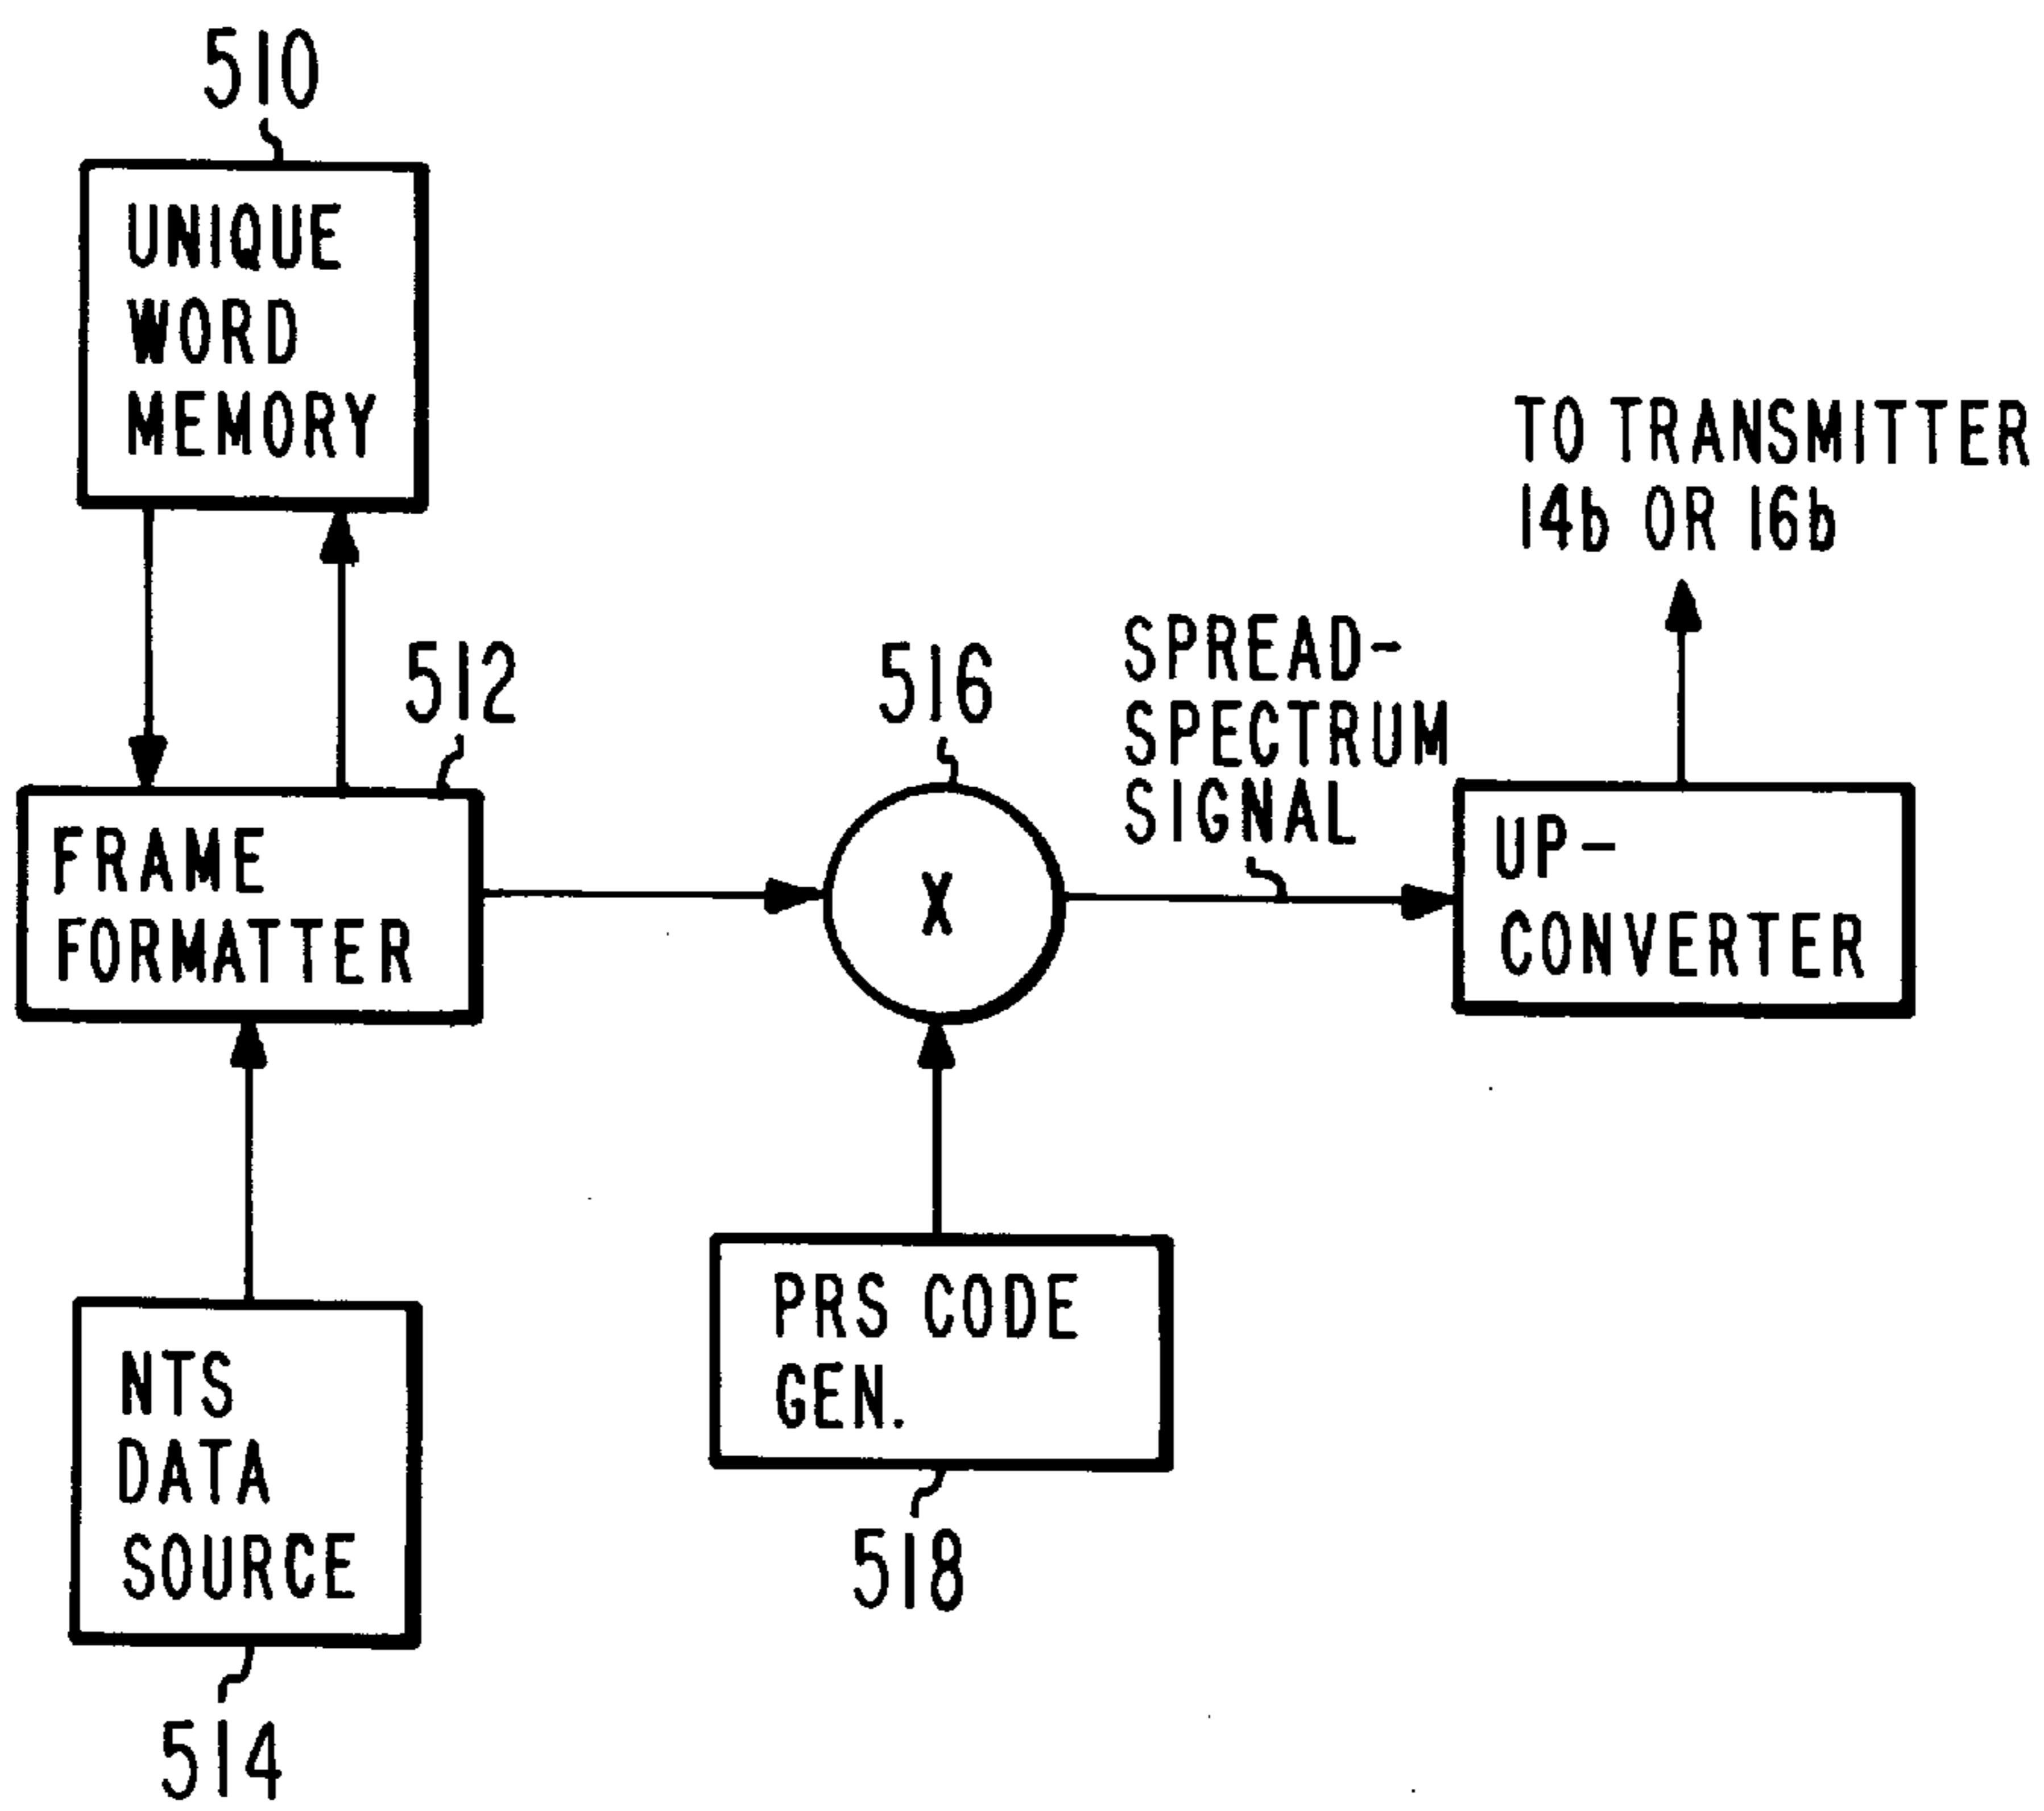 510
UNIQUE
WORD
MEMORY
TO TRANSMITTER
14b OR 16b
512
516
SPREAD-
SPECTRUM
SIGNAL
FRAME
FORMATTER
X
UP-
CONVERTER
PRS CODE
GEN.
518
NTS
DATA
SOURCE
514